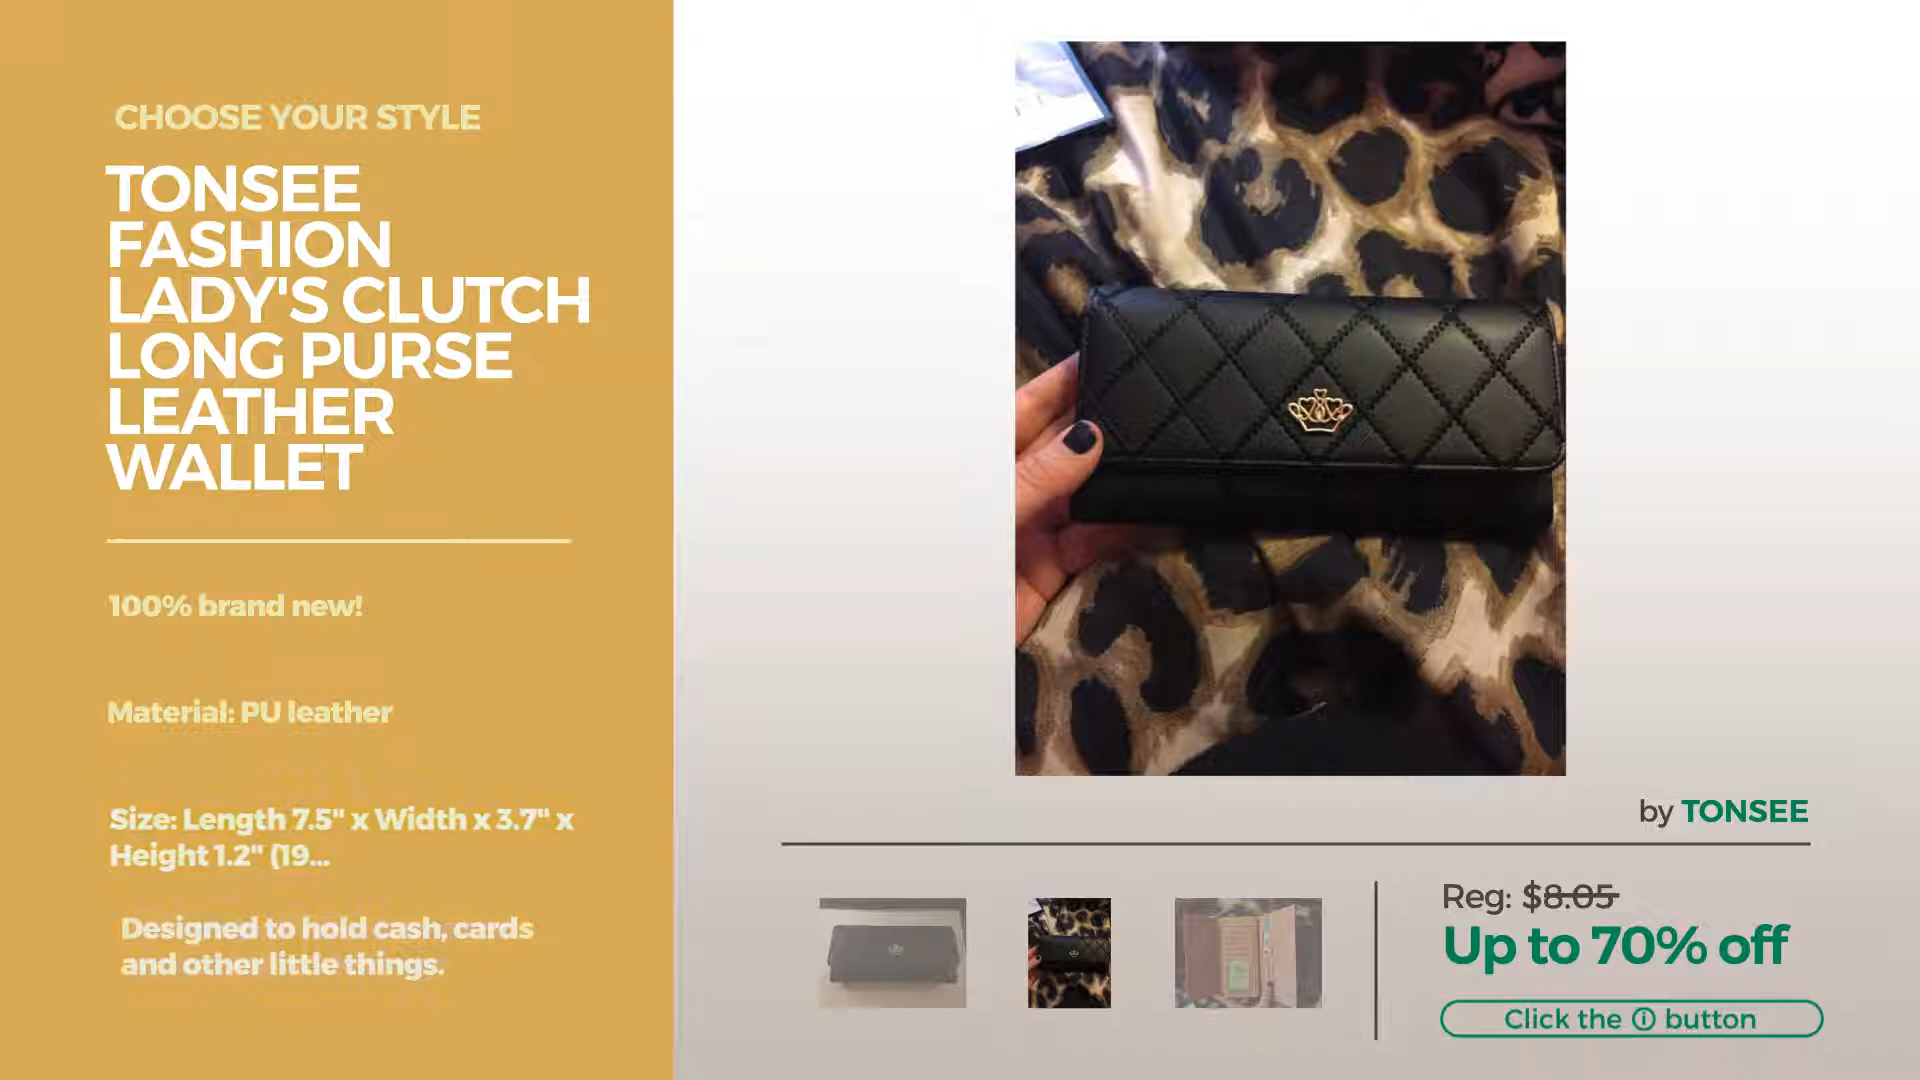 CHOOSE YOUR STYLE
TONSEE
FASHION
LADY'S CLUTCH
LONG PURSE
LEATHER
WALLET
100% brand new!
Material: PU leather
Size: Length 7.5" x Width x 3.7" x
Height 1.2" (19...
Designed to hold cash, cards
and other little things.
by TONSEE
Reg: $8.05
Up to 70% off
Click the ⓘ button